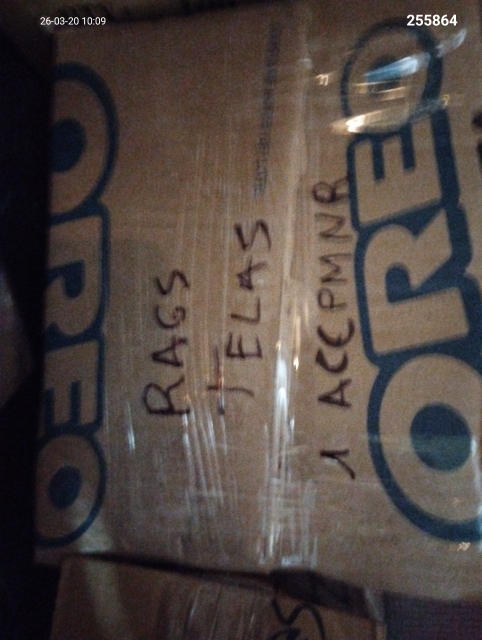 26-03-20 10:09
255864
OREO
RAGS
TELAS
1 ACCPMNR
OREO